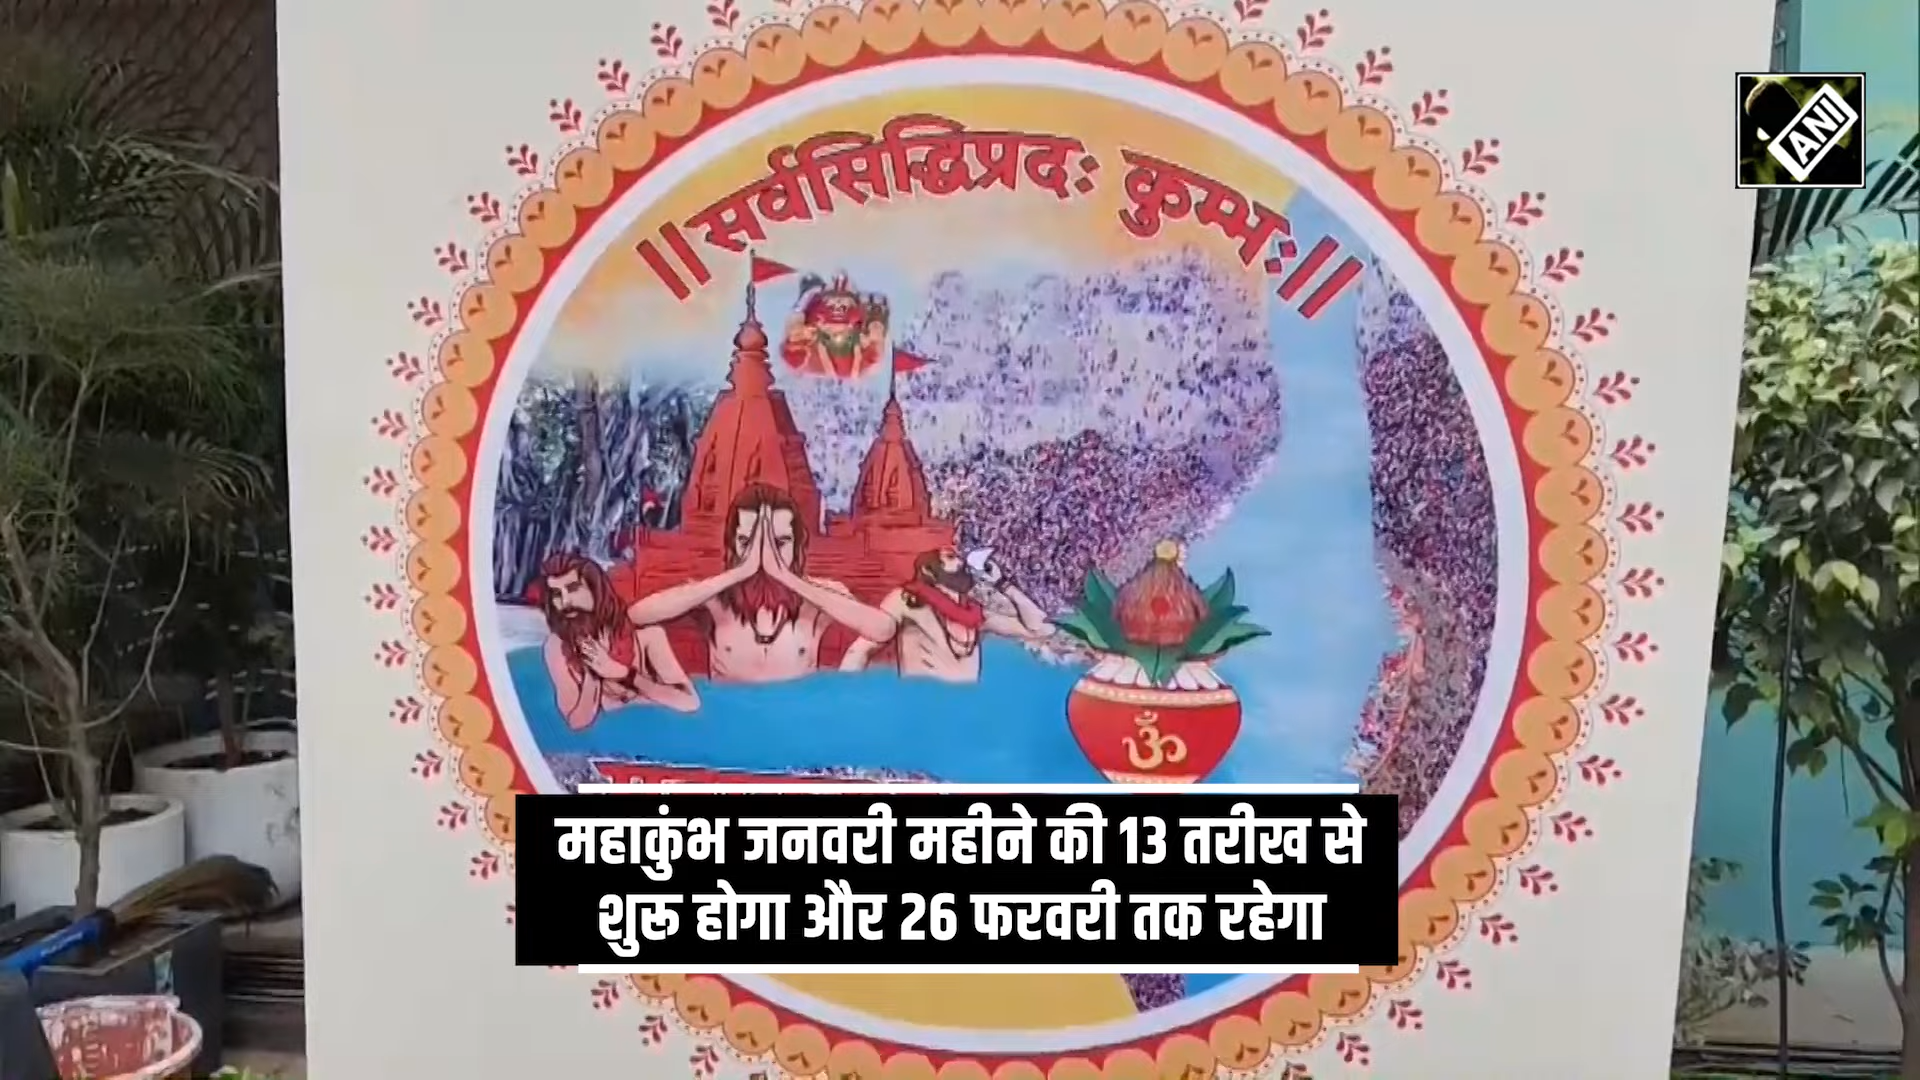 ANI
||सर्वसिद्धिप्रदः कुम्भः||
ॐ
महाकुंभ जनवरी महीने की 13 तरीख से
शुरू होगा और 26 फरवरी तक रहेगा